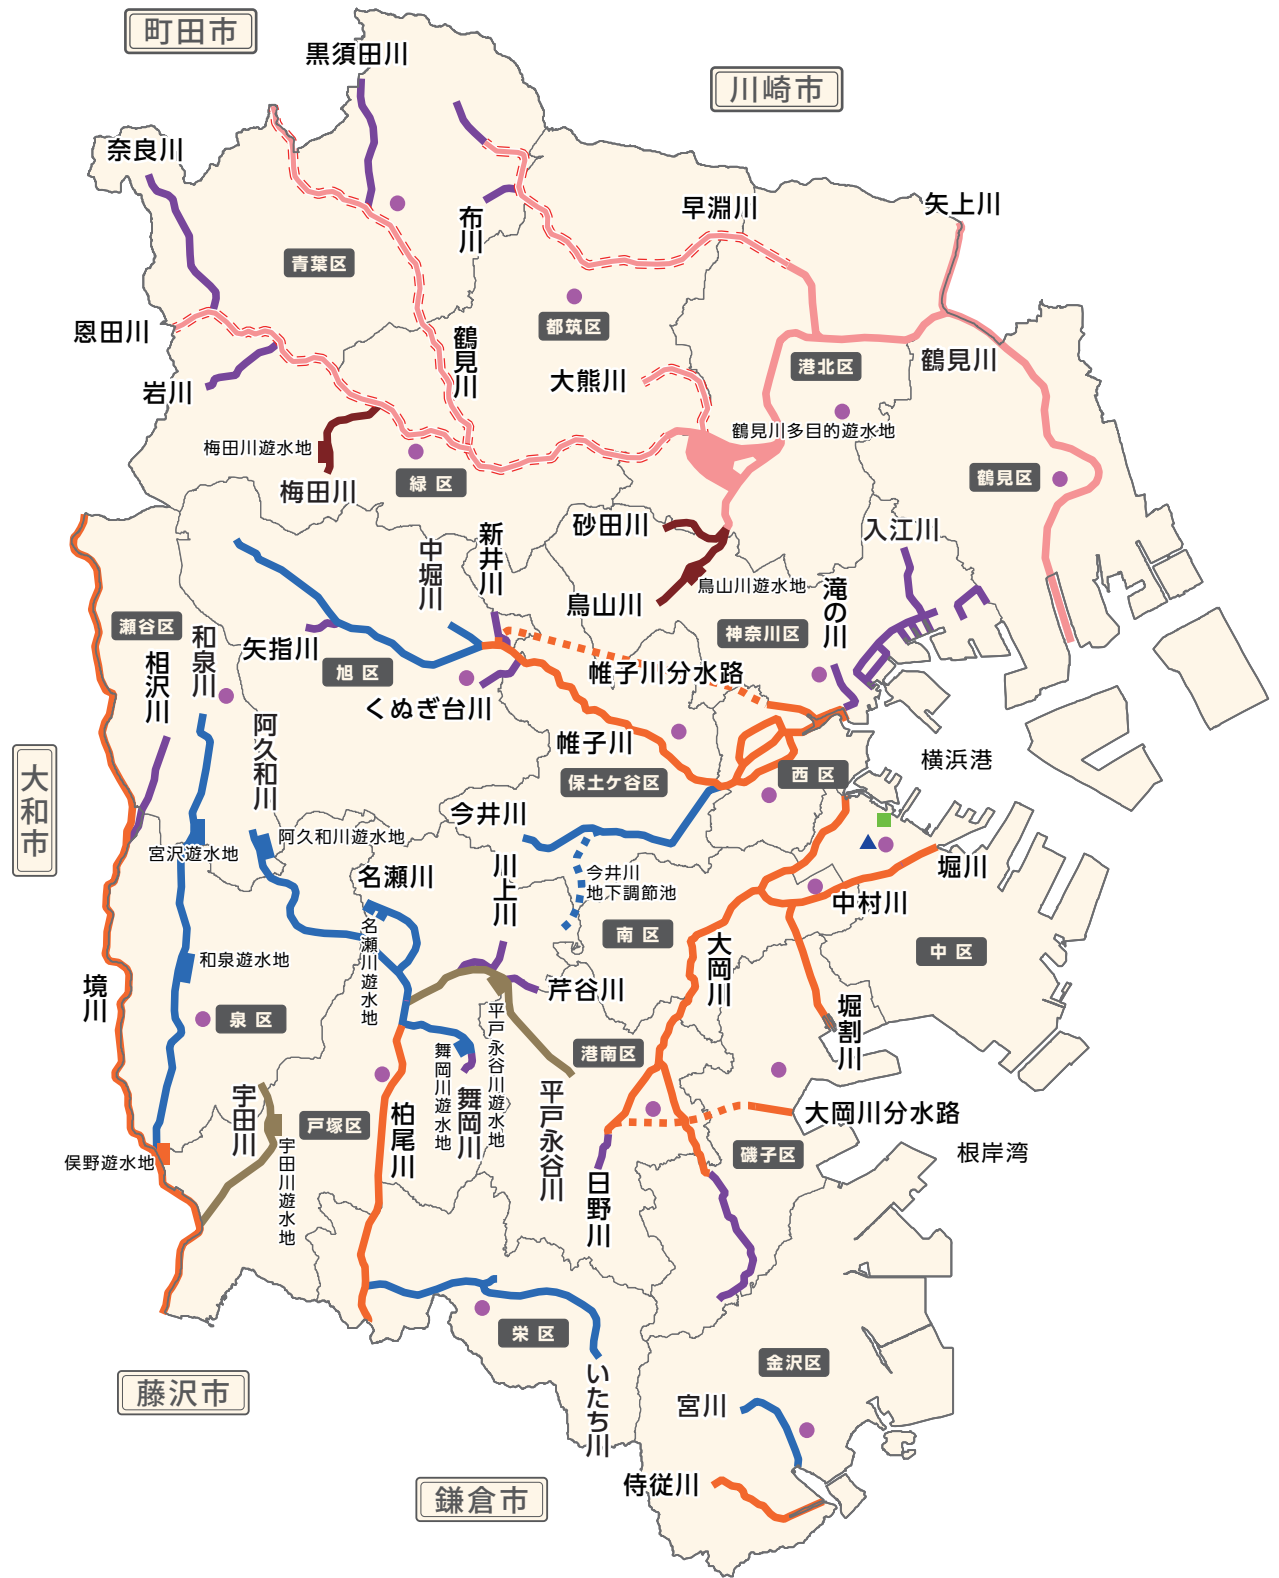 町田市
黒須田川
川崎市
奈良川
布川
早淵川
矢上川
青葉区
恩田川
都筑区
鶴見川
鶴見川
港北区
大熊川
岩川
鶴見川多目的遊水地
梅田川遊水地
緑 区
鶴見区
梅田川
砂田川
新井川
入江川
中堀川
鳥山川遊水地
鳥山川
滝の川
瀬谷区
和泉川
神奈川区
矢指川
相沢川
旭 区
帷子川分水路
くぬぎ台川
阿久和川
帷子川
横浜港
大和市
保土ケ谷区
西 区
今井川
阿久和川遊水地
宮沢遊水地
川上川
名瀬川
今井川
地下調節池
堀川
中村川
名瀬川遊水地
南 区
大岡川
中 区
和泉遊水地
境川
芹谷川
堀割川
泉 区
平戸永谷川遊水地
港南区
舞岡川遊水地
舞岡川
平戸永谷川
宇田川
戸塚区
柏尾川
大岡川分水路
宇田川遊水地
俣野遊水地
磯子区
根岸湾
日野川
栄 区
金沢区
いたち川
藤沢市
宮川
侍従川
鎌倉市